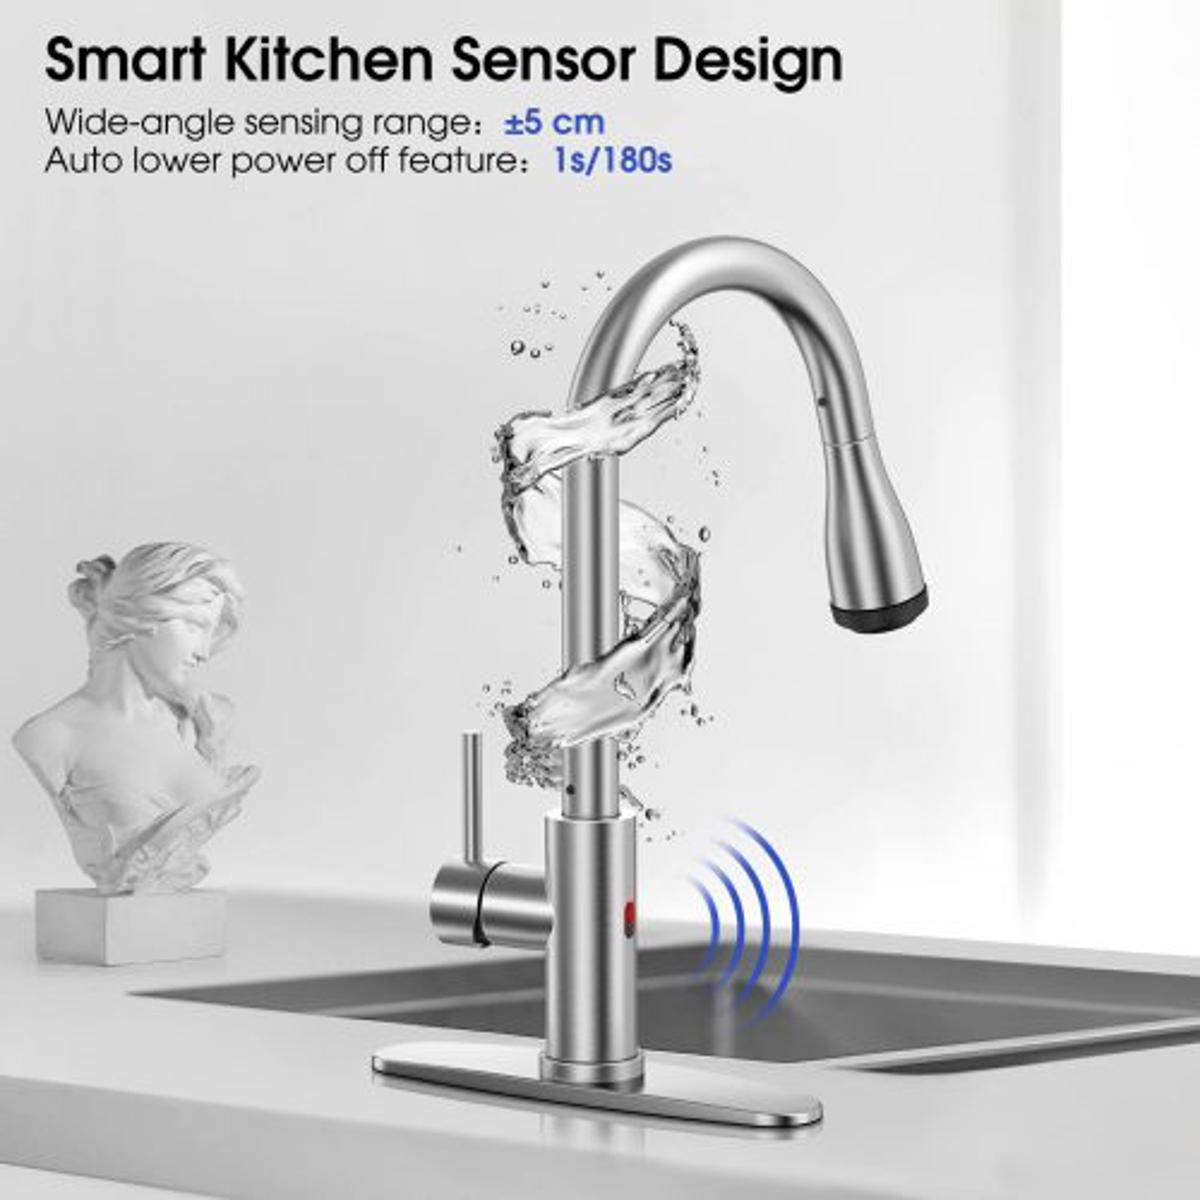 Smart Kitchen Sensor Design
Wide-angle sensing range: ±5 cm
Auto lower power off feature: 1s/180s